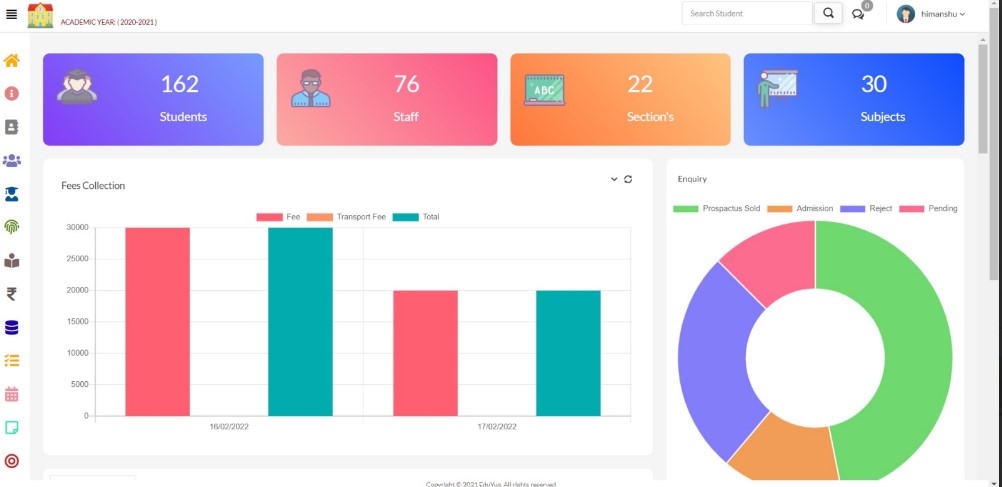 ACADEMIC YEAR: ( 2020-2021 )
Search Student
0
himanshu
162
Students
76
Staff
ABC
22
Section's
30
Subjects
Fees Collection
Fee Transport Fee Total
30000
25000
20000
15000
10000
5000
0
16/02/2022 17/02/2022
Enquiry
Prospactus Sold Admission Reject Pending
Copyright © 2021 EduYua, All rights reserved